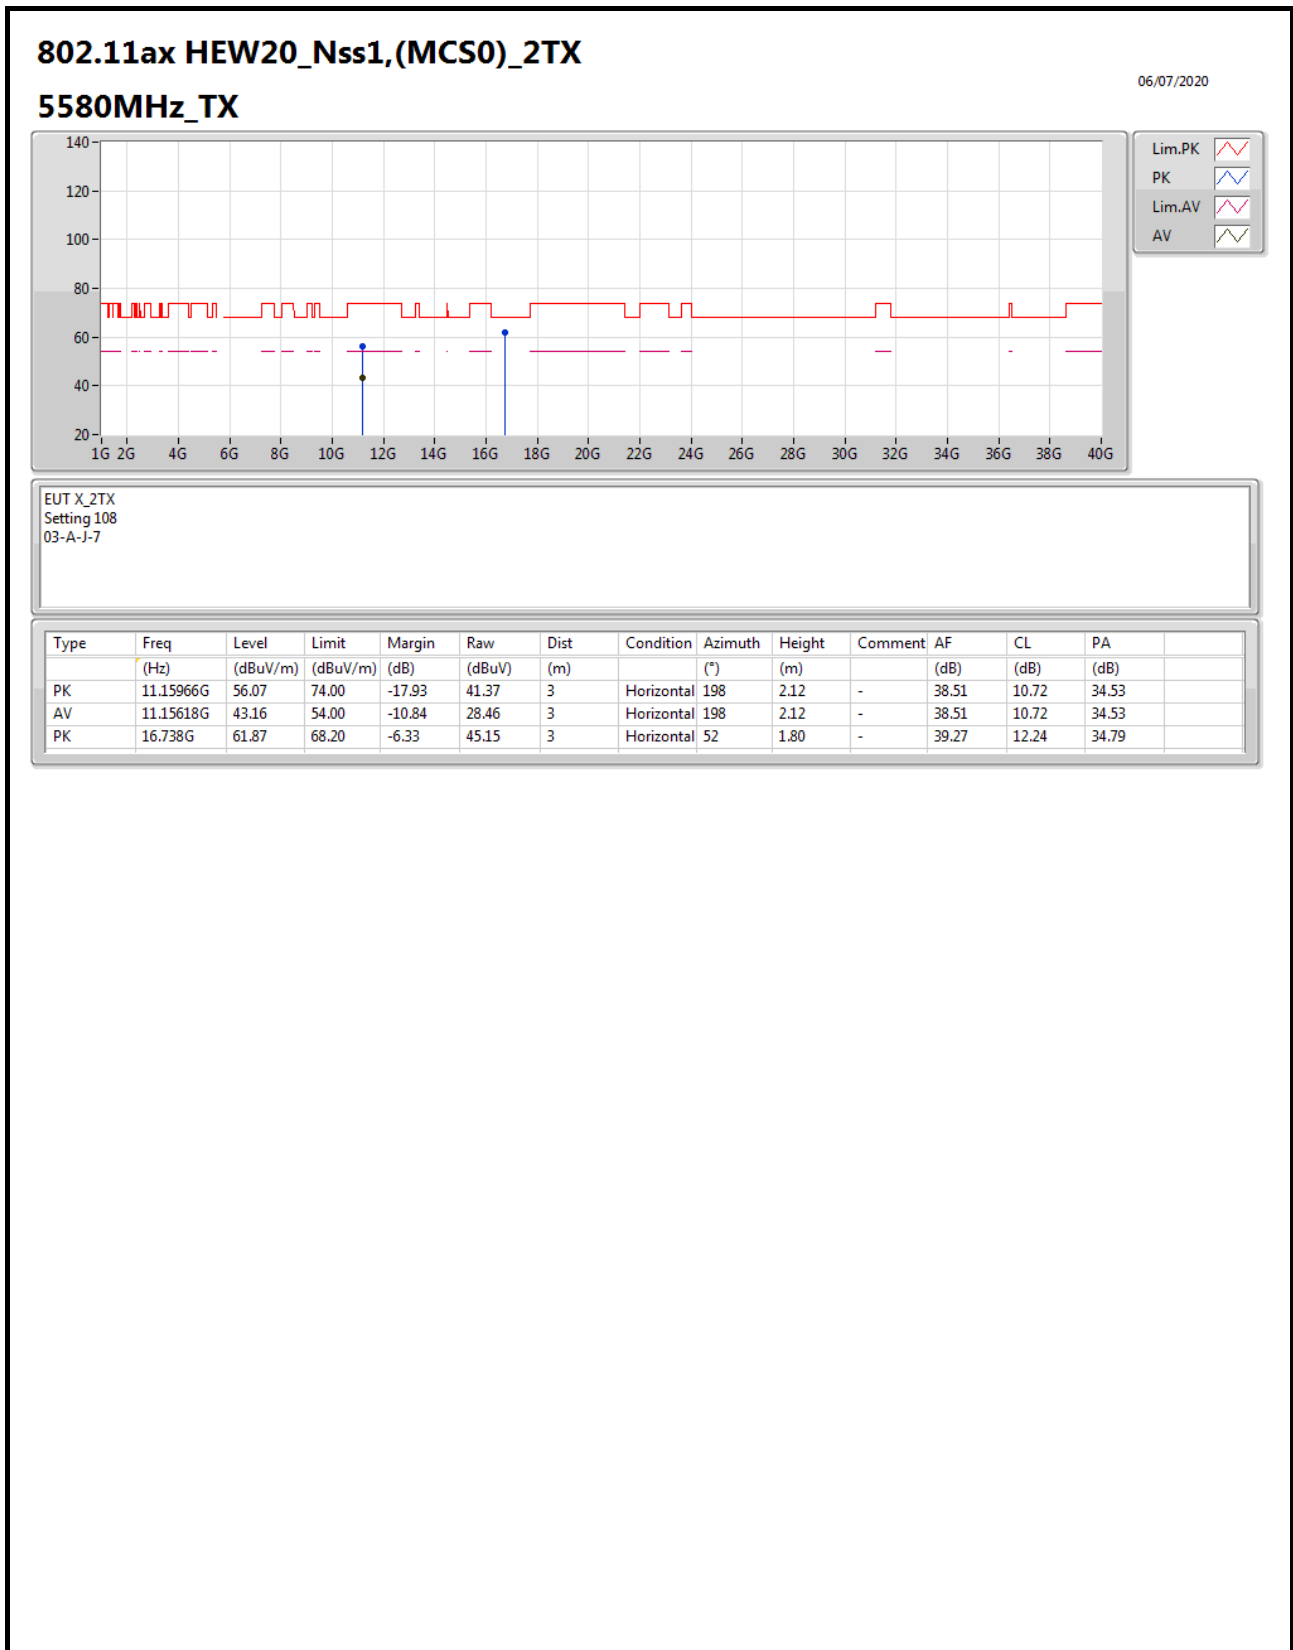 802.11ax HEW20_Nss1,(MCS0)_2TX
06/07/2020
5580MHz_TX
140
120
100
80
60
40
20
1G 2G 4G 6G 8G 10G 12G 14G 16G 18G 20G 22G 24G 26G 28G 30G 32G 34G 36G 38G 40G
Lim.PK
PK
Lim.AV
AV
EUT X_2TX
Setting 108
03-A-J-7
Type Freq Level Limit Margin Raw Dist Condition Azimuth Height Comment AF CL PA
(Hz) (dBuV/m) (dBuV/m) (dB) (dBuV) (m) (°) (m) (dB) (dB) (dB)
PK 11.15966G 56.07 74.00 -17.93 41.37 3 Horizontal 198 2.12 - 38.51 10.72 34.53
AV 11.15618G 43.16 54.00 -10.84 28.46 3 Horizontal 198 2.12 - 38.51 10.72 34.53
PK 16.738G 61.87 68.20 -6.33 45.15 3 Horizontal 52 1.80 - 39.27 12.24 34.79